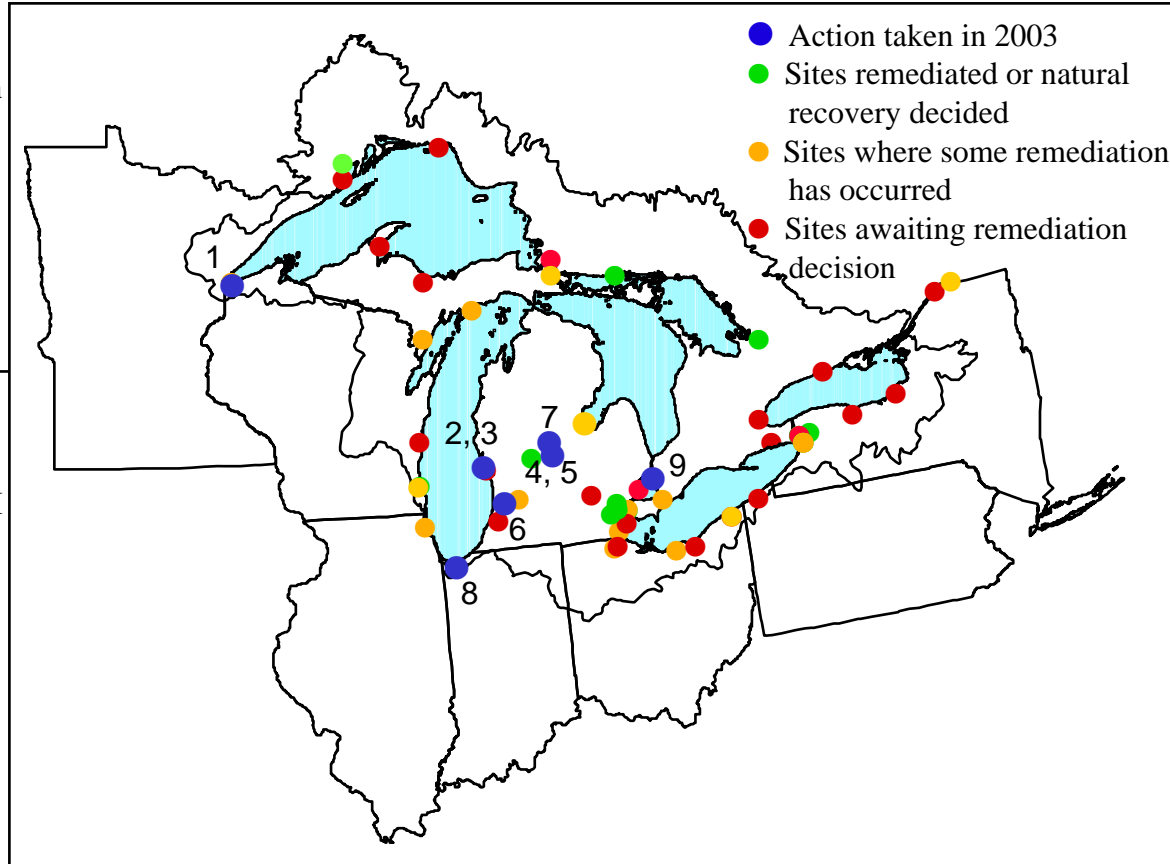 Action taken in 2003
Sites remediated or natural
recovery decided
Sites where some remediation
has occurred
Sites awaiting remediation
decision
1
2, 3
7
4, 5
9
6
8